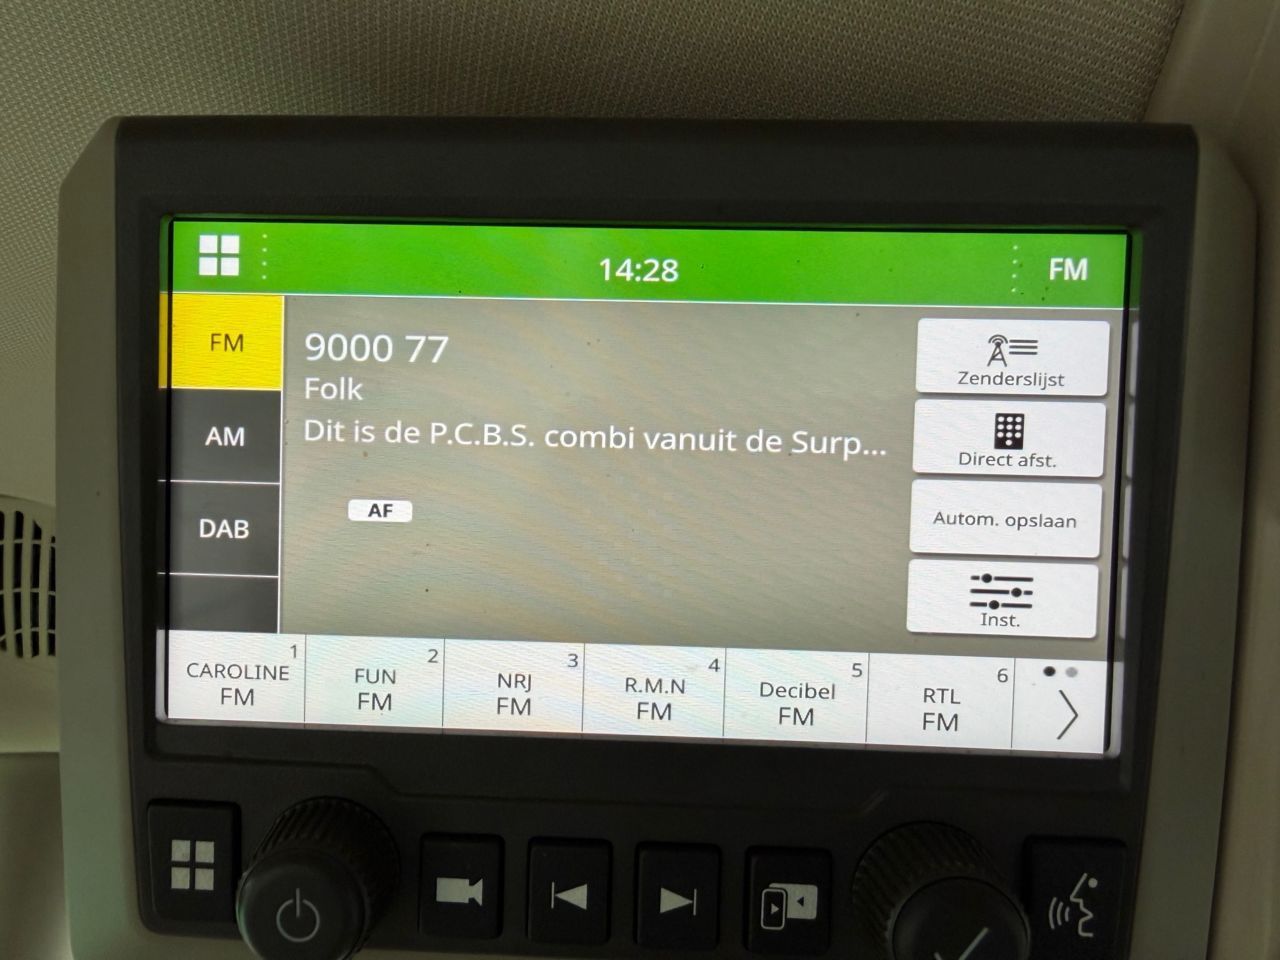 14:28
FM
FM
AM
DAB
9000 77
Folk
Dit is de P.C.B.S. combi vanuit de Surp...
AF
Zenderslijst
Direct afst.
Autom. opslaan
Inst.
1
CAROLINE
FM
2
FUN
FM
3
NRJ
FM
4
R.M.N
FM
5
Decibel
FM
6
RTL
FM